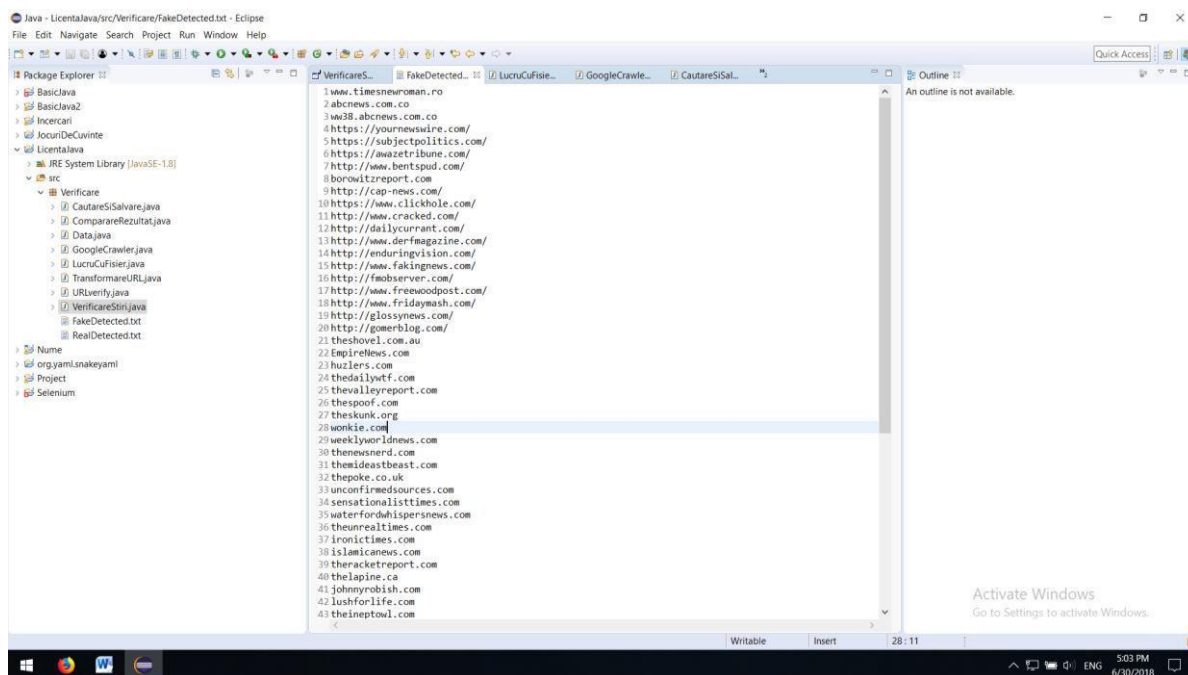 Java - LicentaJava/src/Verificare/FakeDetected.txt - Eclipse
File Edit Navigate Search Project Run Window Help
Quick Access
Package Explorer
BasicJava
BasicJava2
Incercari
JocuriDeCuvinte
LicentaJava
JRE System Library [JavaSE-1.8]
src
Verificare
CautareSiSalvare.java
ComparareRezultat.java
Data.java
GoogleCrawler.java
LucruCuFisier.java
TransformareURL.java
URLverify.java
VerificareStiri.java
FakeDetected.txt
RealDetected.txt
Nume
org.yaml.snakeyaml
Project
Selenium
VerificareS... FakeDetected... LucruCuFisie... GoogleCrawle... CautareSiSal... »2
1 www.timesnewroman.ro
2 abcnews.com.co
3 ww38.abcnews.com.co
4 https://yournewswire.com/
5 https://subjectpolitics.com/
6 https://awazetribune.com/
7 http://www.bentspud.com/
8 borowitzreport.com
9 http://cap-news.com/
10 https://www.clickhole.com/
11 http://www.cracked.com/
12 http://dailycurrant.com/
13 http://www.derfmagazine.com/
14 http://enduringvision.com/
15 http://www.fakingnews.com/
16 http://fmobserver.com/
17 http://www.freewoodpost.com/
18 http://www.fridaymash.com/
19 http://glossynews.com/
20 http://gomerblog.com/
21 theshovel.com.au
22 EmpireNews.com
23 huzlers.com
24 thedailywtf.com
25 thevalleyreport.com
26 thespoof.com
27 theskunk.org
28 wonkie.com
29 weeklyworldnews.com
30 thenewsnerd.com
31 themideastbeast.com
32 thepoke.co.uk
33 unconfirmedsources.com
34 sensationalisttimes.com
35 waterfordwhispersnews.com
36 theunrealtimes.com
37 ironictimes.com
38 islamicanews.com
39 theracketreport.com
40 thelapine.ca
41 johnnyrobish.com
42 lushforlife.com
43 theineptowl.com
Outline
An outline is not available.
Activate Windows
Go to Settings to activate Windows.
Writable Insert 28 : 11
ENG 5:03 PM
6/30/2018